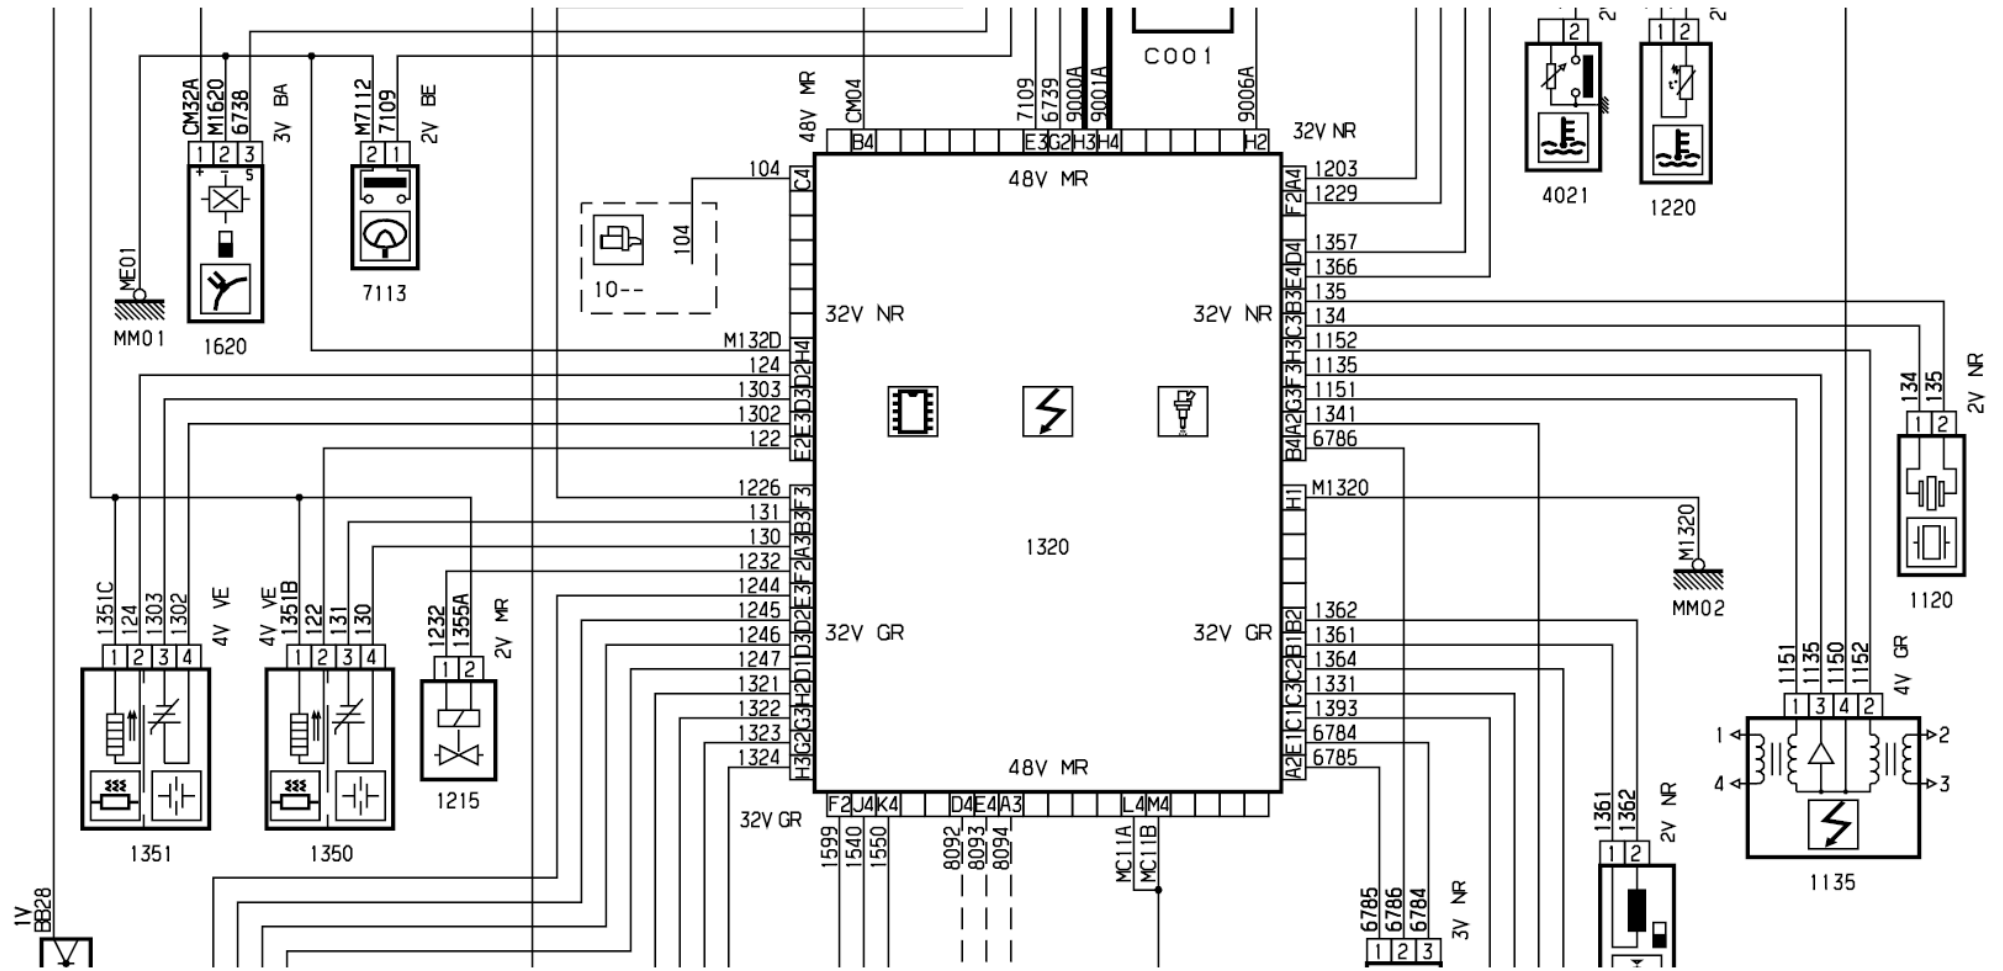 C001
2
1 2
CM32A M1620 6738 3V BA
M7112 7109 2V BE
48V MR
CM04 7109 6739 9000A 9001A 9006A
32V NR
1 2 3
+ - S
2 1
B4 E3 G2 H3 H4 H2
48V MR
104 C4
104
10--
ME01
MM01
1620
7113
4021
1220
32V NR
32V NR
M132D H4
124 D2
1303 D3
1302 E3
122 E2
1226 F3
131 B3
130 A3
1232 F2
1244 E3
1245 D2
1246 D3
1247 D1
1321 H2
1322 G3
1323 G2
1324 H3
A4 1203
F2 1229
D4 1357
E4 1366
B3 135
C3 134
H3 1152
F3 1135
G3 1151
A2 1341
B4 6786
H1 M1320
B2 1362
B1 1361
C2 1364
C3 1331
C1 1393
E1 6784
A2 6785
1320
32V GR
32V GR
48V MR
32V GR
F2 J4 K4 D4 E4 A3 L4 M4
1599 1540 1550 8092 8093 8094 MC11A MC11B
1351C 124 1303 1302 4V VE
1 2 3 4
1351
4V VE 1351B 122 131 130
1 2 3 4
1350
1232 1355A 2V MR
1 2
1215
1V BB28
134 135 2V NR
1 2
1120
M1320
MM02
1151 1135 1150 1152 4V GR
1 3 4 2
1 2
4 3
1135
1361 1362 2V NR
1 2
6785 6786 6784 3V NR
1 2 3